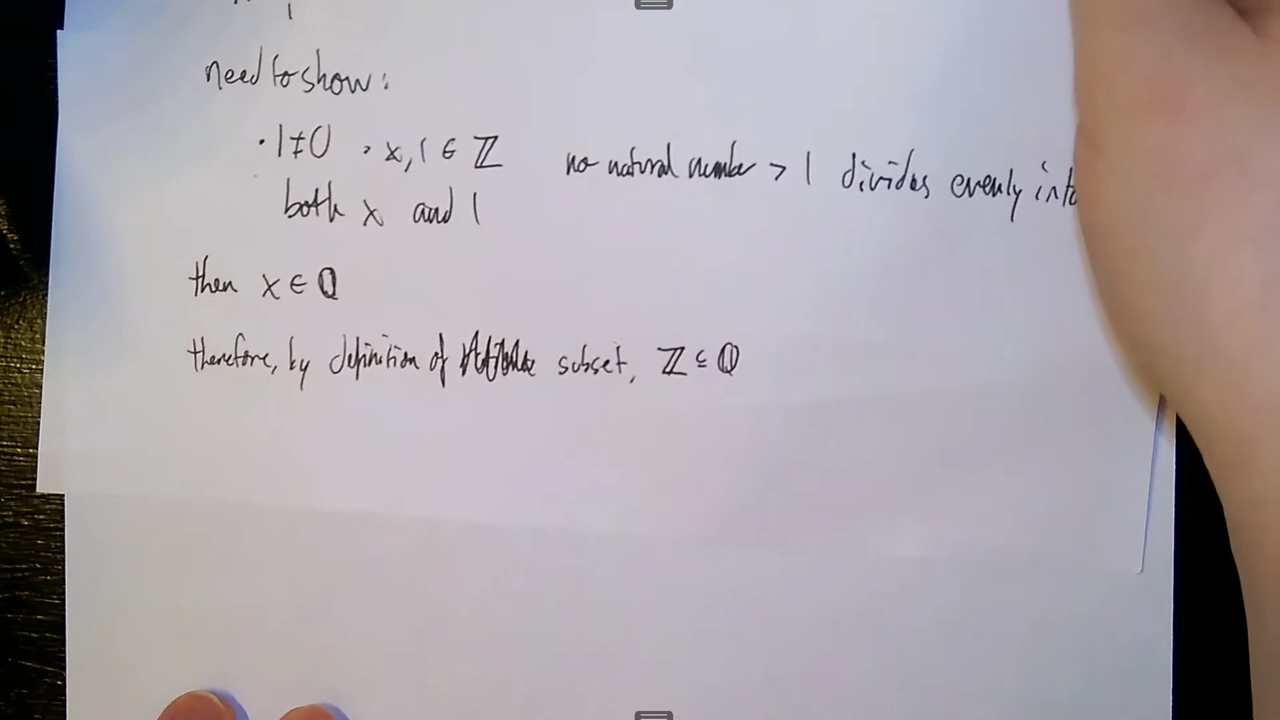 need to show:
· 1≠0 · x, 1 ∈ ℤ no natural number > 1 divides evenly into
both x and 1
then x ∈ ℚ
therefore, by definition of subset, ℤ ⊆ ℚ